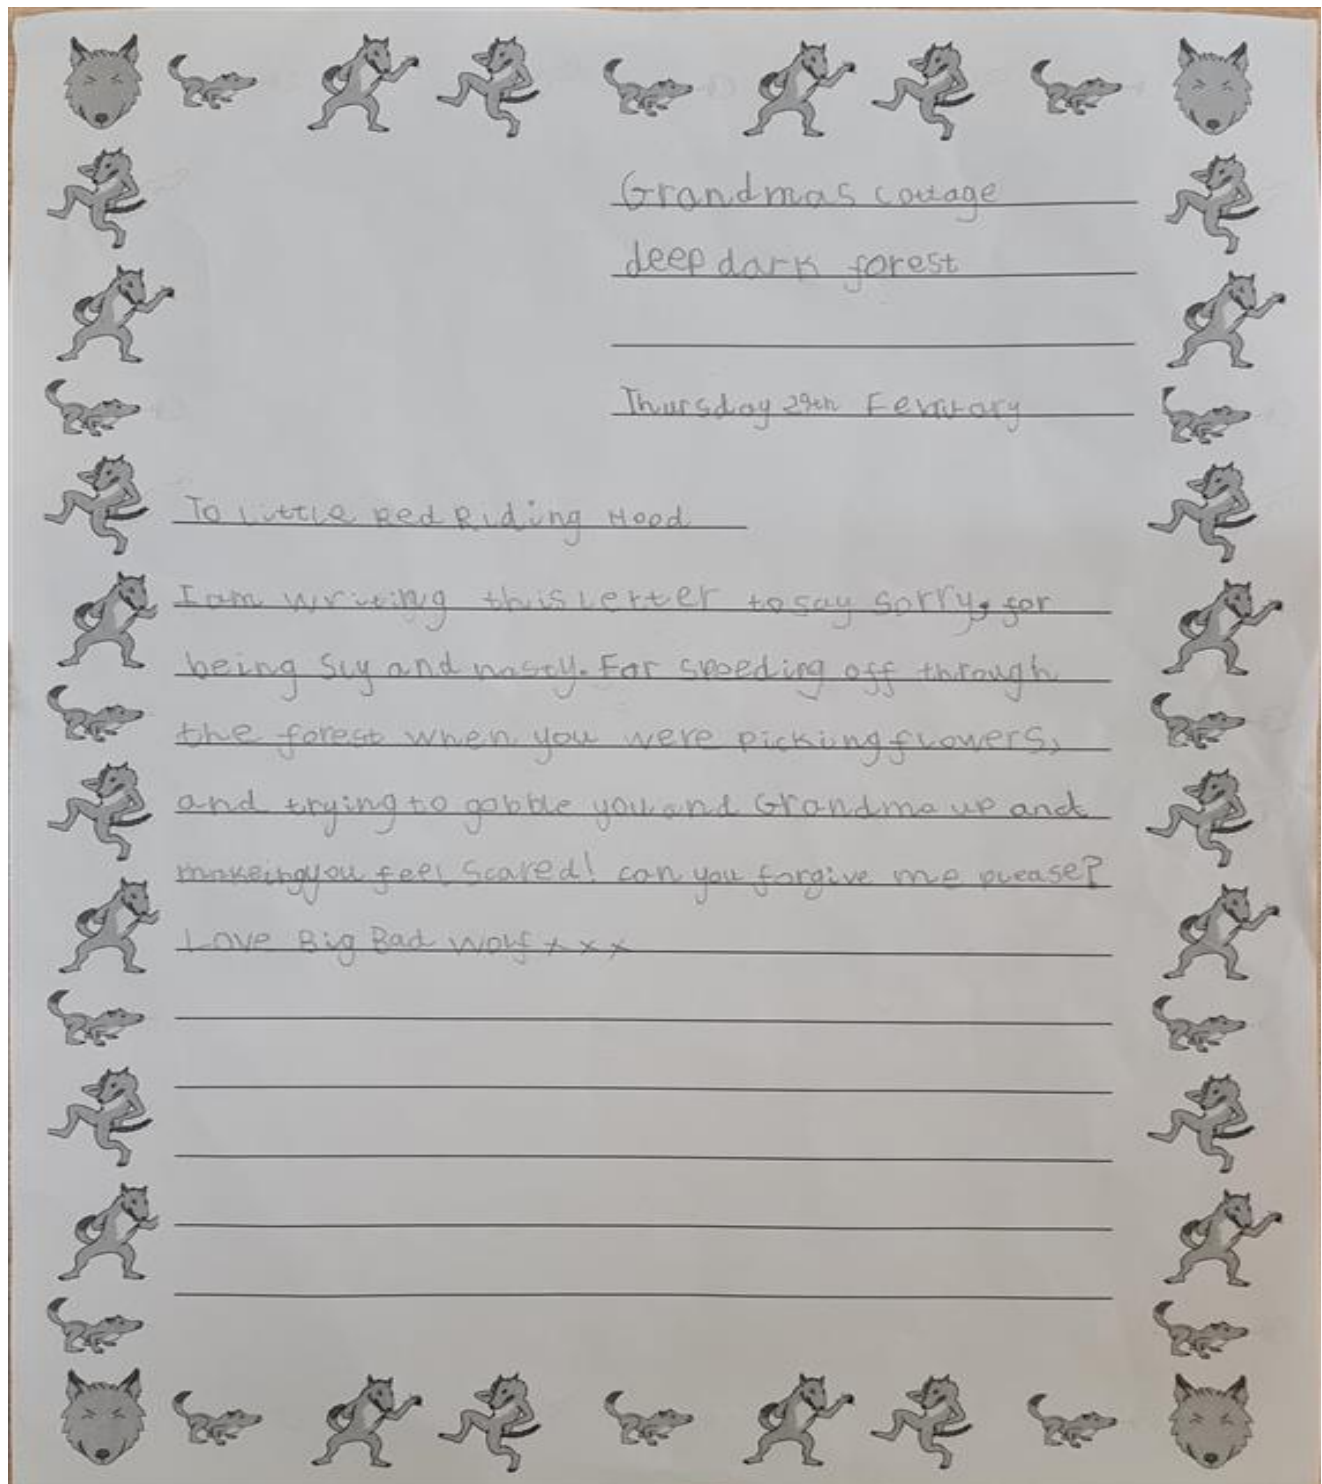 Grandmas cottage
deep dark forest
Thursday 29th
To Little Red Riding Hood
I am writing this letter to say sorry, for
being sly and nasty. For speeding off through
the forest when you were picking flowers,
and trying to gobble you and Grandma up and
makeing you feel scared! can you forgive me please?
Love Big Bad Wolf x x x